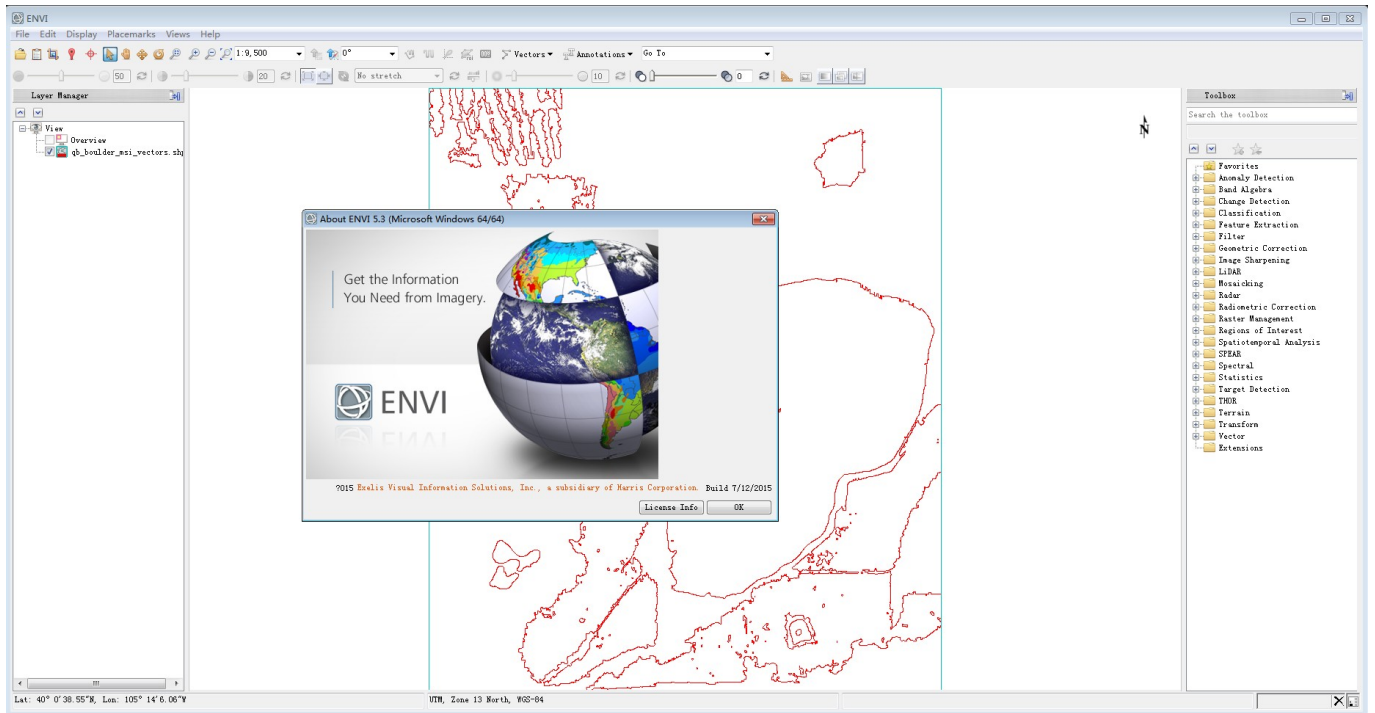 ENVI
File Edit Display Placemarks Views Help
1:9,500 0° Vectors Annotations Go To
50 20 No stretch 10 0
Layer Manager
View
Overview
qb_boulder_msi_vectors.shp
N
Toolbox
Search the toolbox
Favorites
Anomaly Detection
Band Algebra
Change Detection
Classification
Feature Extraction
Filter
Geometric Correction
Image Sharpening
LiDAR
Mosaicking
Radar
Radiometric Correction
Raster Management
Regions of Interest
Spatiotemporal Analysis
SPEAR
Spectral
Statistics
Target Detection
THOR
Terrain
Transform
Vector
Extensions
About ENVI 5.3 (Microsoft Windows 64/64)
Get the Information
You Need from Imagery.
ENVI
?015 Exelis Visual Information Solutions, Inc., a subsidiary of Harris Corporation. Build 7/12/2015
License Info OK
Lat: 40° 0'38.55"N, Lon: 105° 14'6.06"W
UTM, Zone 13 North, WGS-84